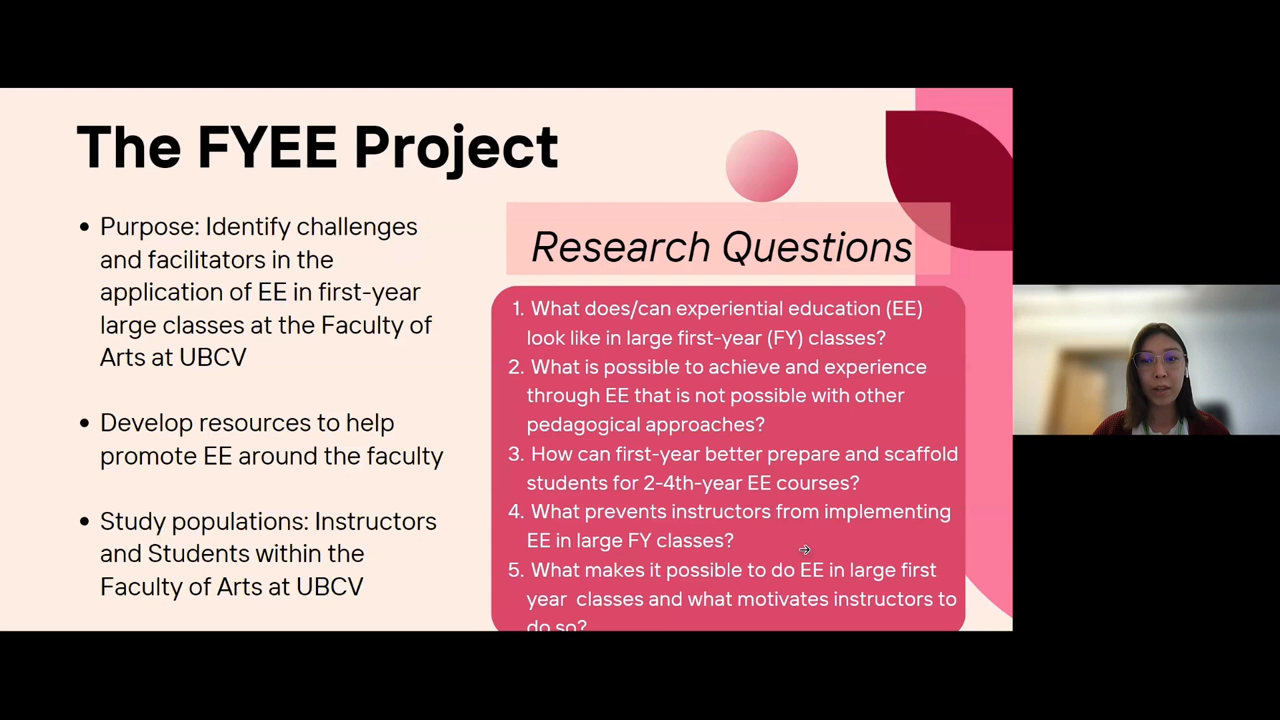 The FYEE Project
• Purpose: Identify challenges
and facilitators in the
application of EE in first-year
large classes at the Faculty of
Arts at UBCV
• Develop resources to help
promote EE around the faculty
• Study populations: Instructors
and Students within the
Faculty of Arts at UBCV
Research Questions
1. What does/can experiential education (EE)
look like in large first-year (FY) classes?
2. What is possible to achieve and experience
through EE that is not possible with other
pedagogical approaches?
3. How can first-year better prepare and scaffold
students for 2-4th-year EE courses?
4. What prevents instructors from implementing
EE in large FY classes?
5. What makes it possible to do EE in large first
year classes and what motivates instructors to
do so?